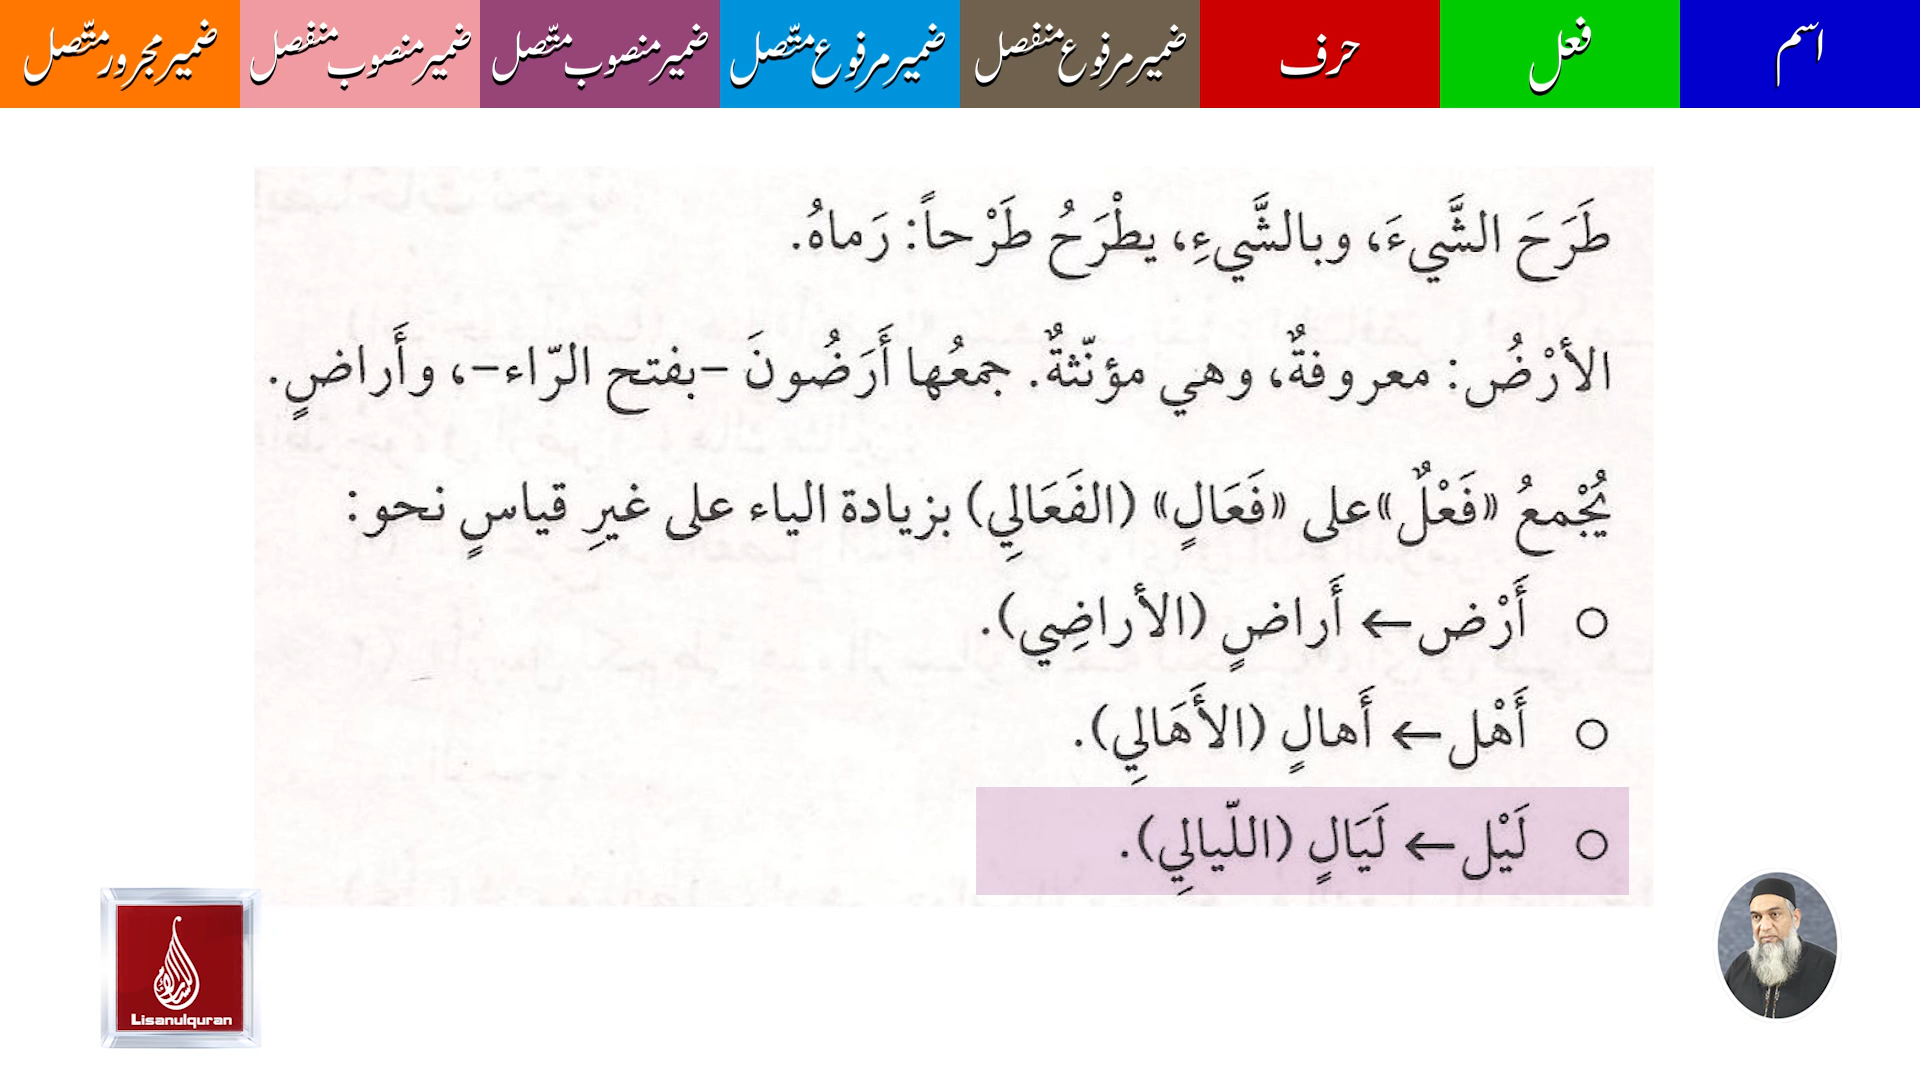 اسم
فعل
حرف
ضمیر مرفوع منفصل
ضمیر مرفوع متّصل
ضمیر منصوب متّصل
ضمیر منصوب منفصل
ضمیر مجرور متّصل
طَرَحَ الشَّيءَ، وبالشَّيءِ، يطْرَحُ طَرْحاً: رَماهُ.
الأرْضُ: معروفةٌ، وهي مؤنّثةٌ. جمعُها أَرَضُونَ –بفتح الرّاء–، وأَراضٍ.
يُجْمعُ «فَعْلٌ» على «فَعَالٍ» (الفَعَالِي) بزيادة الياء على غيرِ قياسٍ نحو:
○ أَرْض ← أَراضٍ (الأراضِي).
○ أَهْل ← أَهالٍ (الأَهَالِي).
○ لَيْل ← لَيَالٍ (اللّيالِي).
Lisanulquran